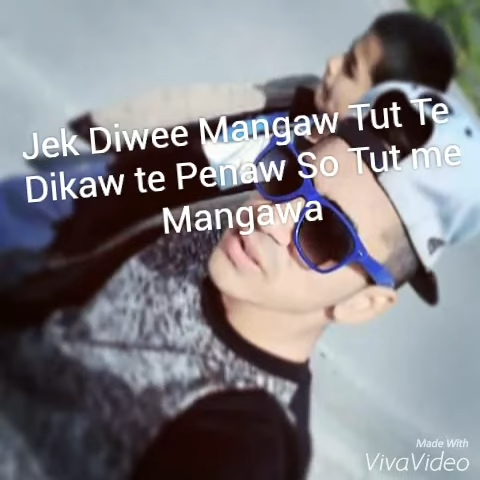 Jek Diwee Mangaw Tut Te
Dikaw te Penaw So Tut me
Mangawa
Made With
VivaVideo